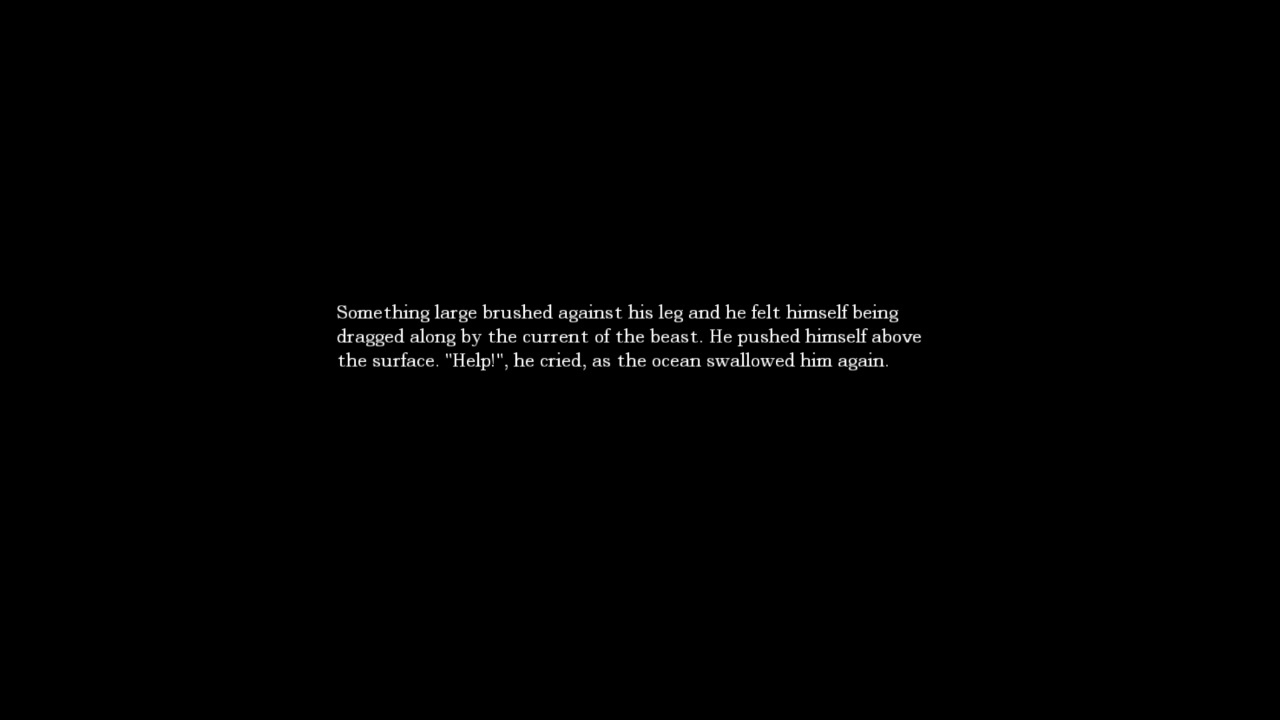 Something large brushed against his leg and he felt himself being
dragged along by the current of the beast. He pushed himself above
the surface. "Help!", he cried, as the ocean swallowed him again.